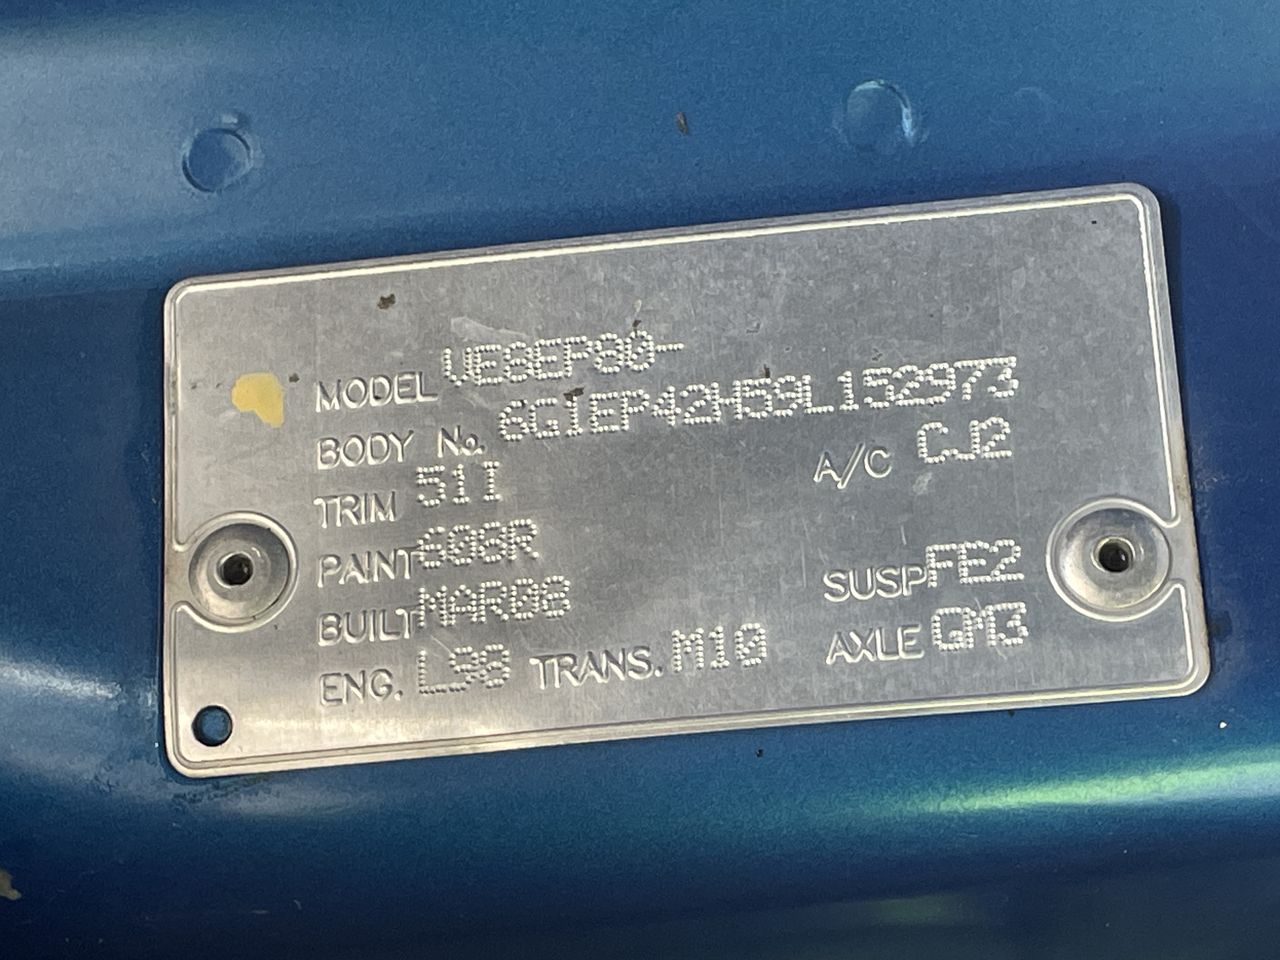 MODEL VE8EP80-
BODY No. 6G1EP42H59L152973
TRIM 51I A/C CJ2
PAINT 608R
BUILT MAR08 SUSP FE2
ENG. L98 TRANS. M10 AXLE GM3